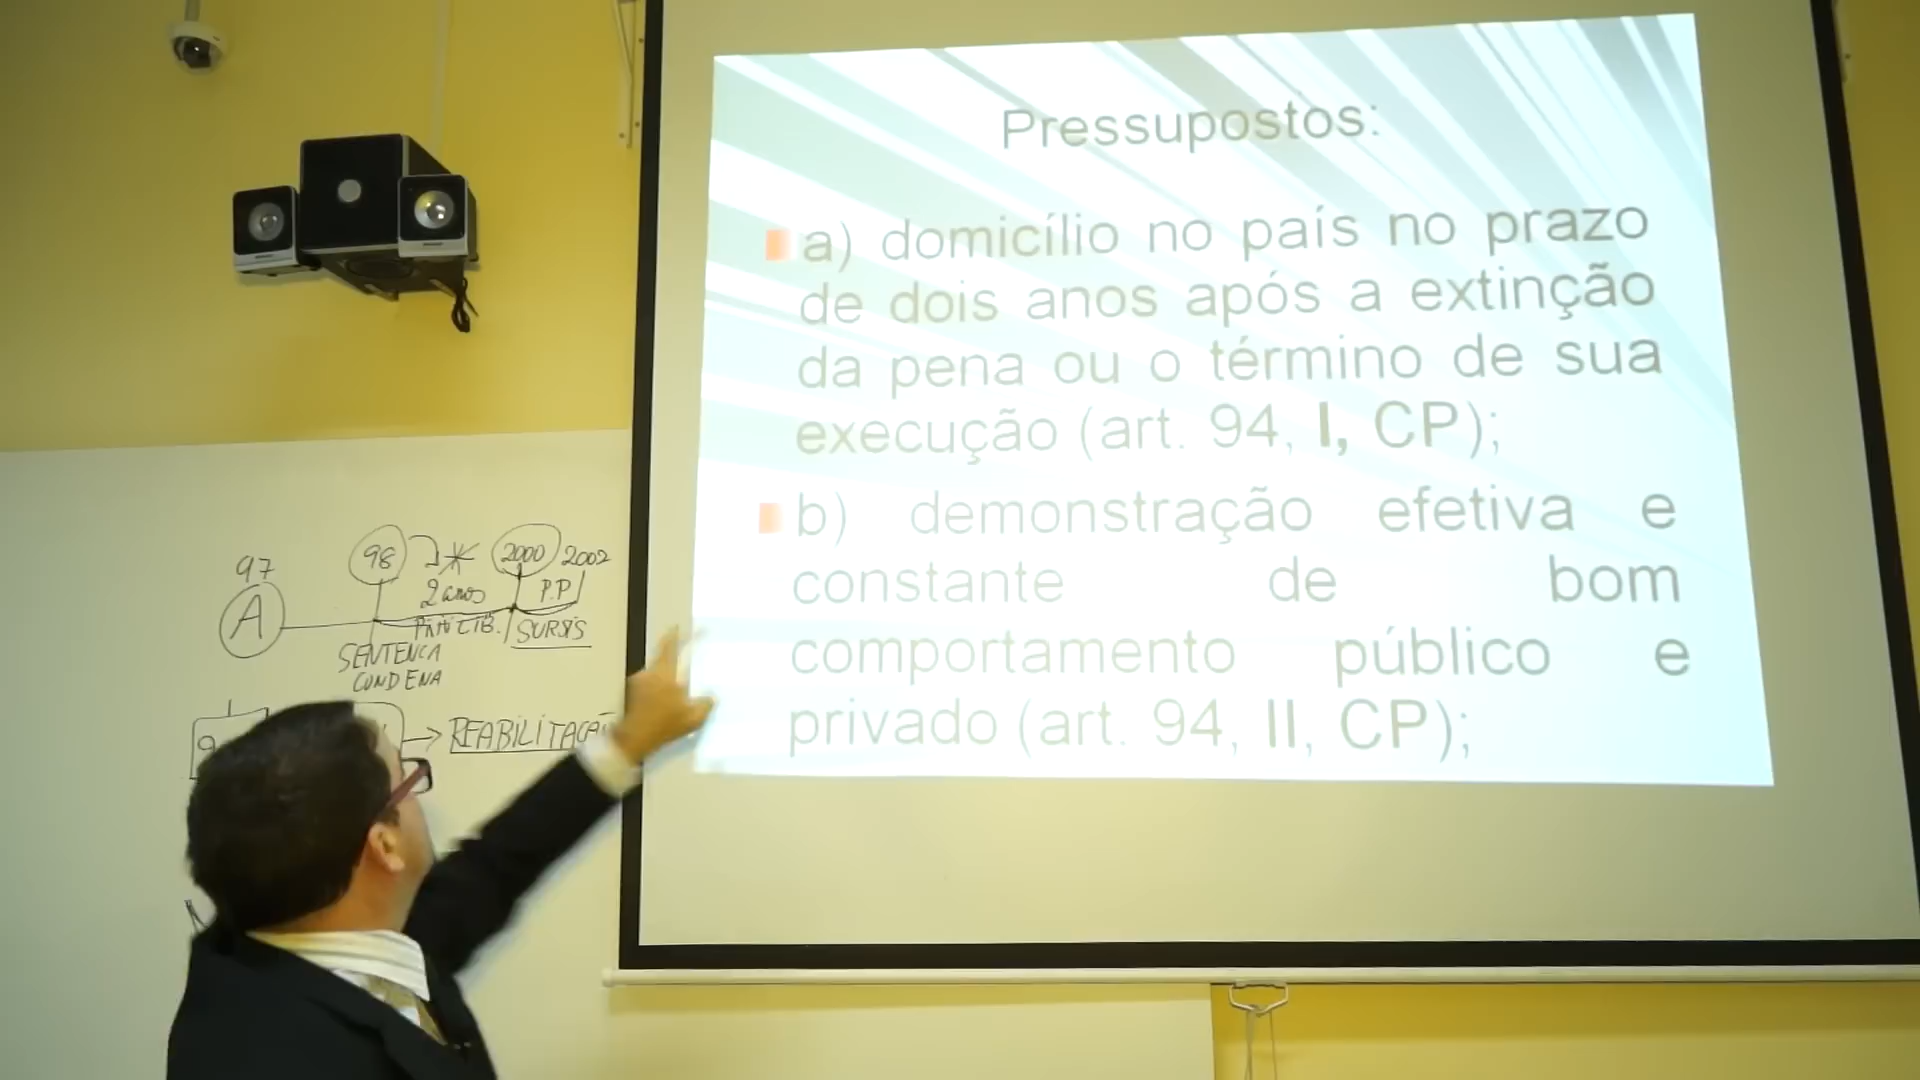 Pressupostos:
a) domicílio no país no prazo
de dois anos após a extinção
da pena ou o término de sua
execução (art. 94, I, CP);
b) demonstração efetiva e
constante de bom
comportamento público e
privado (art. 94, II, CP);
97
98
2000
2002
A
2 anos
P.P
SURSIS
SENTENCA
CONDENA
REABILITAÇÃO